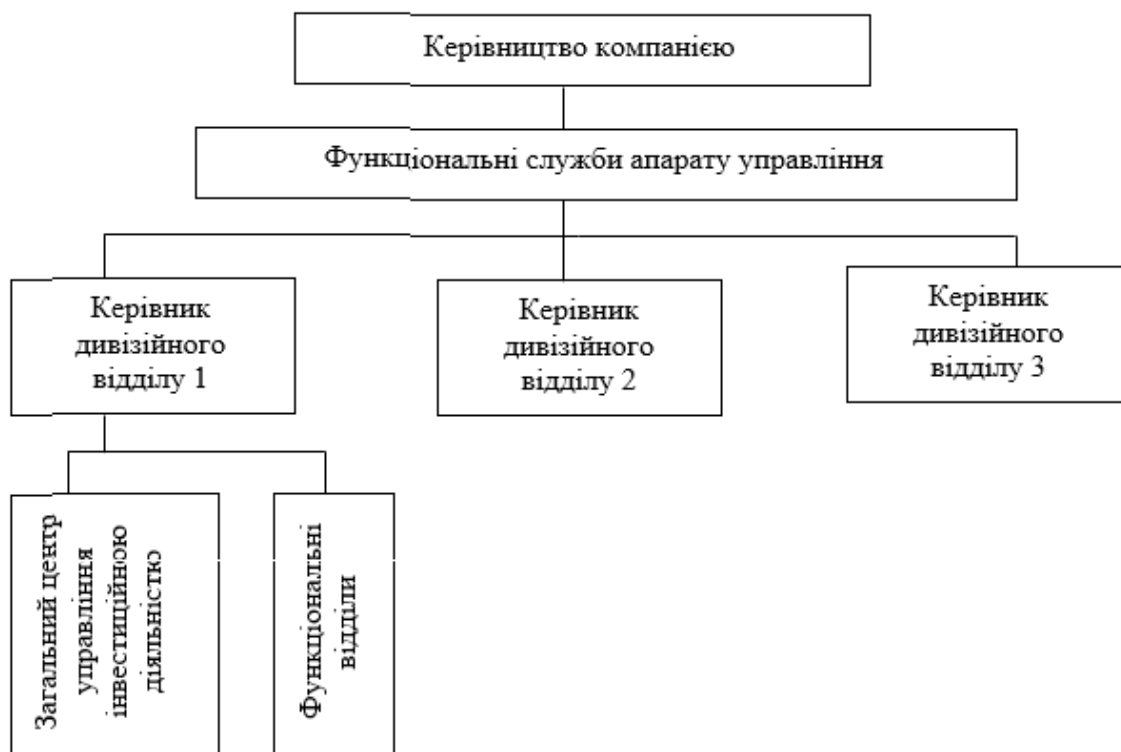 Керівництво компанією
Функціональні служби апарату управління
Керівник
дивізійного
відділу 1
Керівник
дивізійного
відділу 2
Керівник
дивізійного
відділу 3
Загальний центр
управління
інвестиційною
діяльністю
Функціональні
відділи